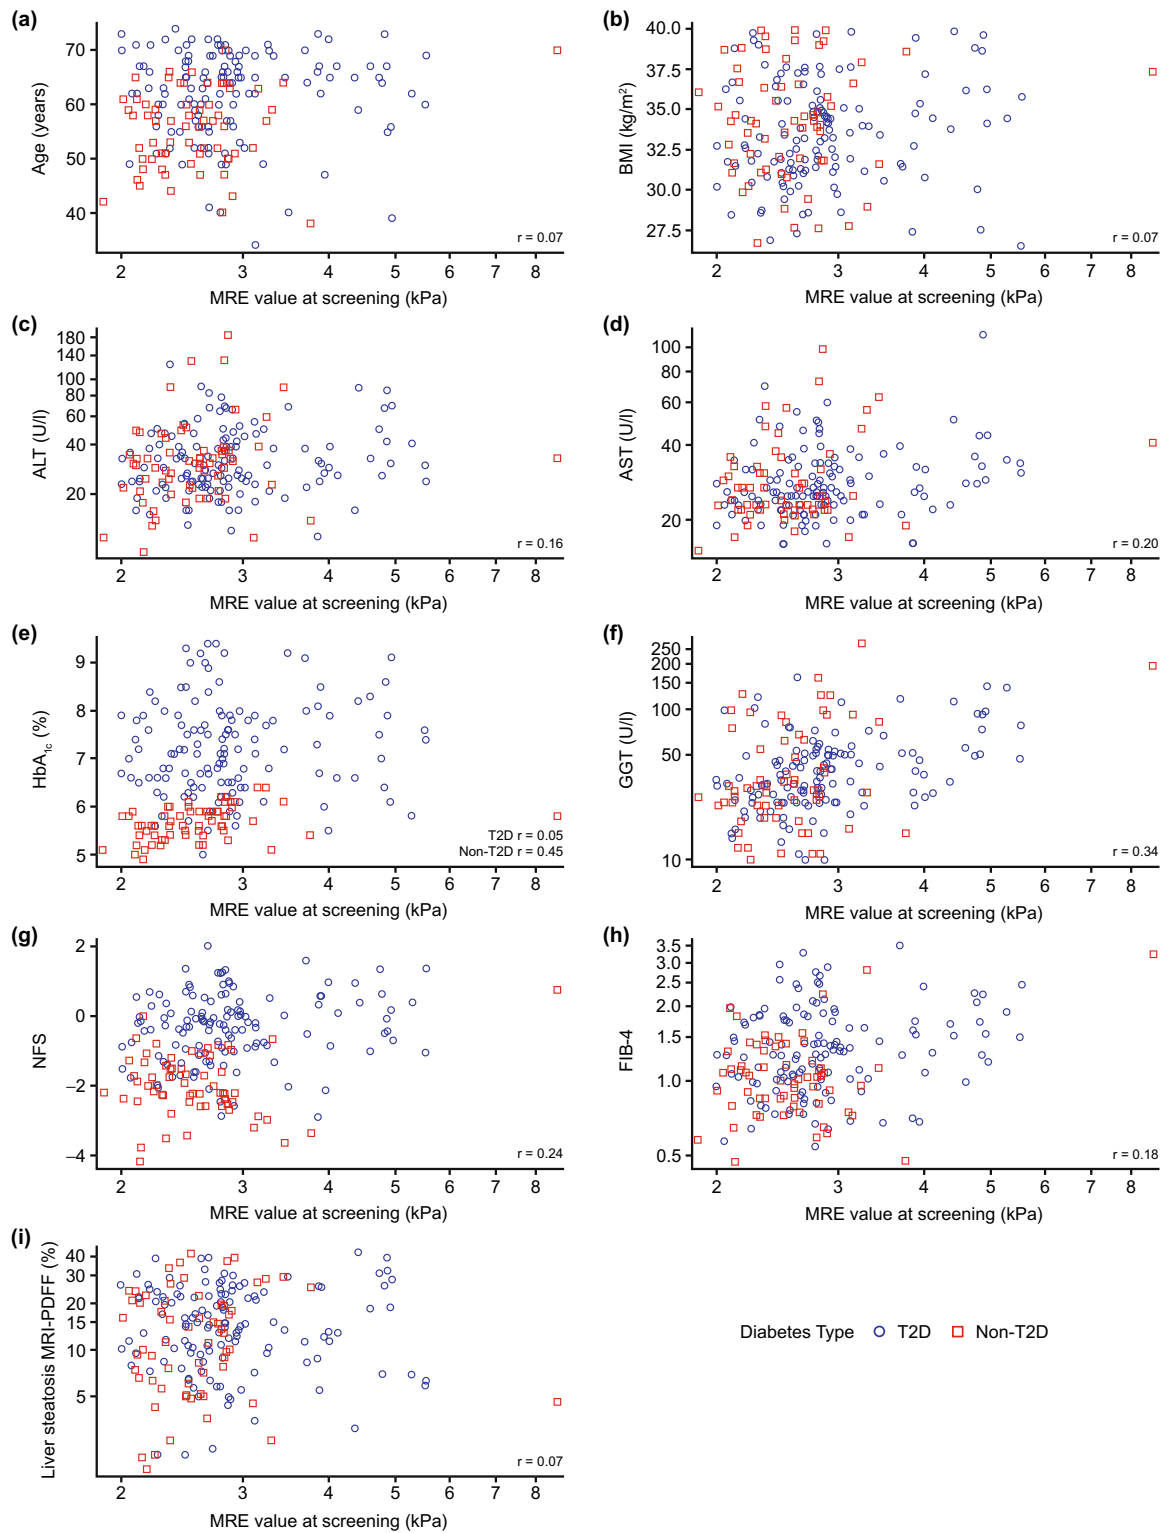 (a)
Age (years)
70
60
50
40
r = 0.07
2 3 4 5 6 7 8
MRE value at screening (kPa)
(b)
BMI (kg/m²)
40.0
37.5
35.0
32.5
30.0
27.5
r = 0.07
2 3 4 5 6 7 8
MRE value at screening (kPa)
(c)
ALT (U/l)
180
140
100
80
60
40
20
r = 0.16
2 3 4 5 6 7 8
MRE value at screening (kPa)
(d)
AST (U/l)
100
80
60
40
20
r = 0.20
2 3 4 5 6 7 8
MRE value at screening (kPa)
(e)
HbA1c (%)
9
8
7
6
5
T2D r = 0.05
Non-T2D r = 0.45
2 3 4 5 6 7 8
MRE value at screening (kPa)
(f)
GGT (U/l)
250
200
150
100
50
10
r = 0.34
2 3 4 5 6 7 8
MRE value at screening (kPa)
(g)
NFS
2
0
−2
−4
r = 0.24
2 3 4 5 6 7 8
MRE value at screening (kPa)
(h)
FIB-4
3.5
3.0
2.5
2.0
1.5
1.0
0.5
r = 0.18
2 3 4 5 6 7 8
MRE value at screening (kPa)
(i)
Liver steatosis MRI-PDFF (%)
40
30
20
15
10
5
r = 0.07
2 3 4 5 6 7 8
MRE value at screening (kPa)
Diabetes Type T2D Non-T2D